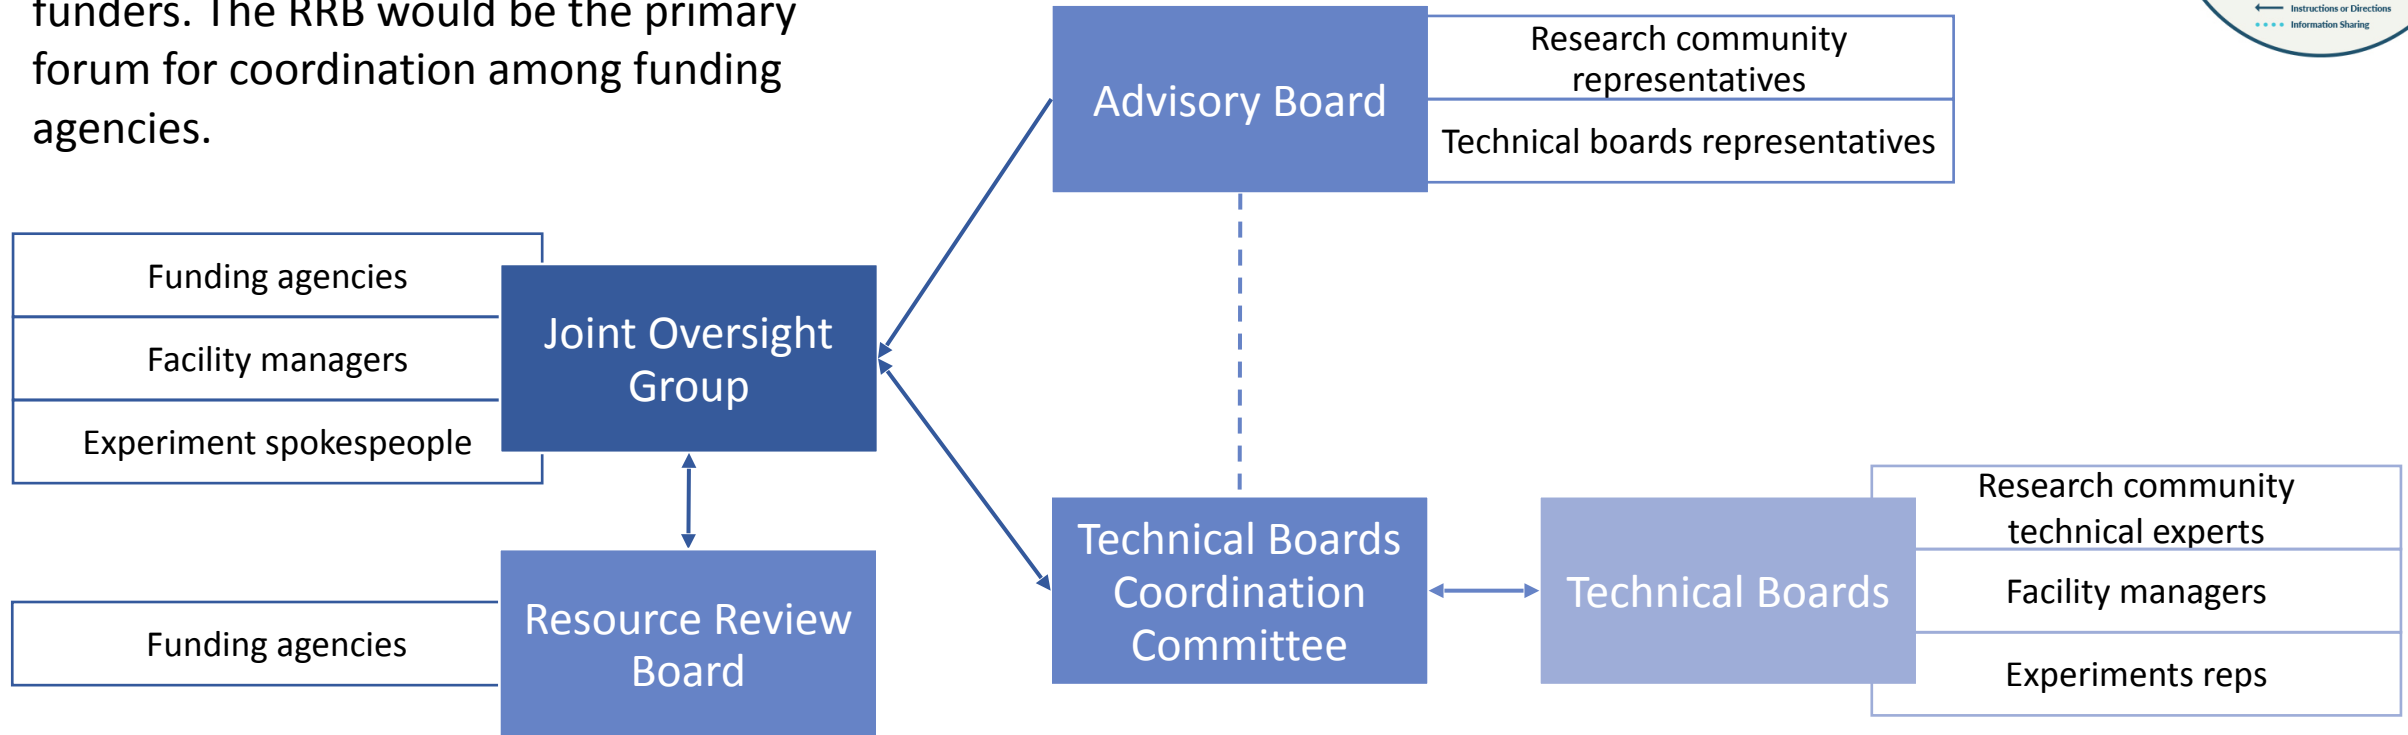 funders. The RRB would be the primary
forum for coordination among funding
agencies.
Instructions or Directions
Information Sharing
Advisory Board
Research community
representatives
Technical boards representatives
Funding agencies
Facility managers
Experiment spokespeople
Joint Oversight
Group
Funding agencies
Resource Review
Board
Technical Boards
Coordination
Committee
Technical Boards
Research community
technical experts
Facility managers
Experiments reps